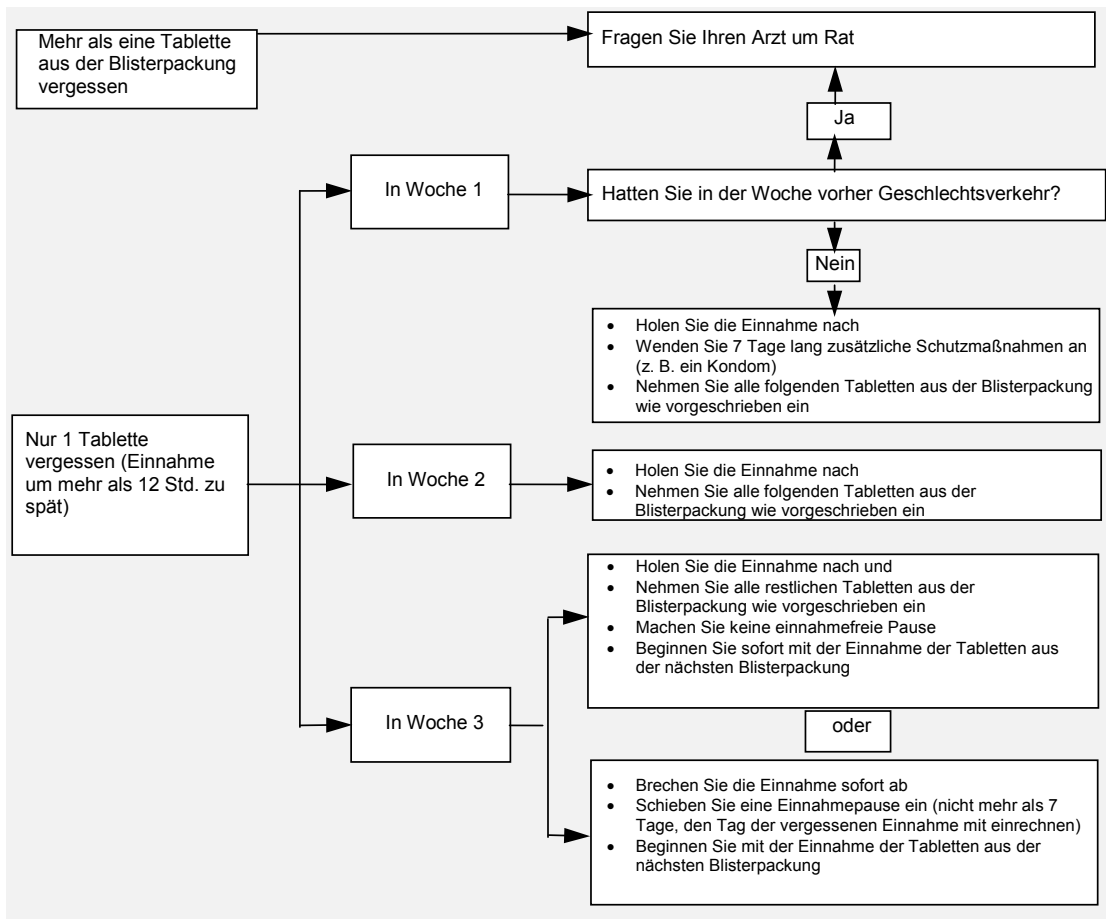 Mehr als eine Tablette
aus der Blisterpackung
vergessen
Fragen Sie Ihren Arzt um Rat
Ja
In Woche 1
Hatten Sie in der Woche vorher Geschlechtsverkehr?
Nein
• Holen Sie die Einnahme nach
• Wenden Sie 7 Tage lang zusätzliche Schutzmaßnahmen an
(z. B. ein Kondom)
• Nehmen Sie alle folgenden Tabletten aus der Blisterpackung
wie vorgeschrieben ein
Nur 1 Tablette
vergessen (Einnahme
um mehr als 12 Std. zu
spät)
In Woche 2
• Holen Sie die Einnahme nach
• Nehmen Sie alle folgenden Tabletten aus der
Blisterpackung wie vorgeschrieben ein
In Woche 3
• Holen Sie die Einnahme nach und
• Nehmen Sie alle restlichen Tabletten aus der
Blisterpackung wie vorgeschrieben ein
• Machen Sie keine einnahmefreie Pause
• Beginnen Sie sofort mit der Einnahme der Tabletten aus
der nächsten Blisterpackung
oder
• Brechen Sie die Einnahme sofort ab
• Schieben Sie eine Einnahmepause ein (nicht mehr als 7
Tage, den Tag der vergessenen Einnahme mit einrechnen)
• Beginnen Sie mit der Einnahme der Tabletten aus der
nächsten Blisterpackung